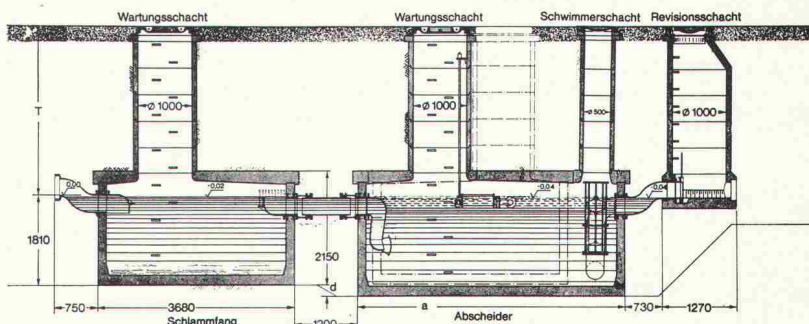 Wartungsschacht Wartungsschacht Schwimmerschacht Revisionsschacht
T
Ø 1000 Ø 1000 Ø 500 Ø 1000
0,00 -0,02 -0,04 -0,04
1810
2150
d
750 3680 a 730 1270
Schlammfang 1200 Abscheider